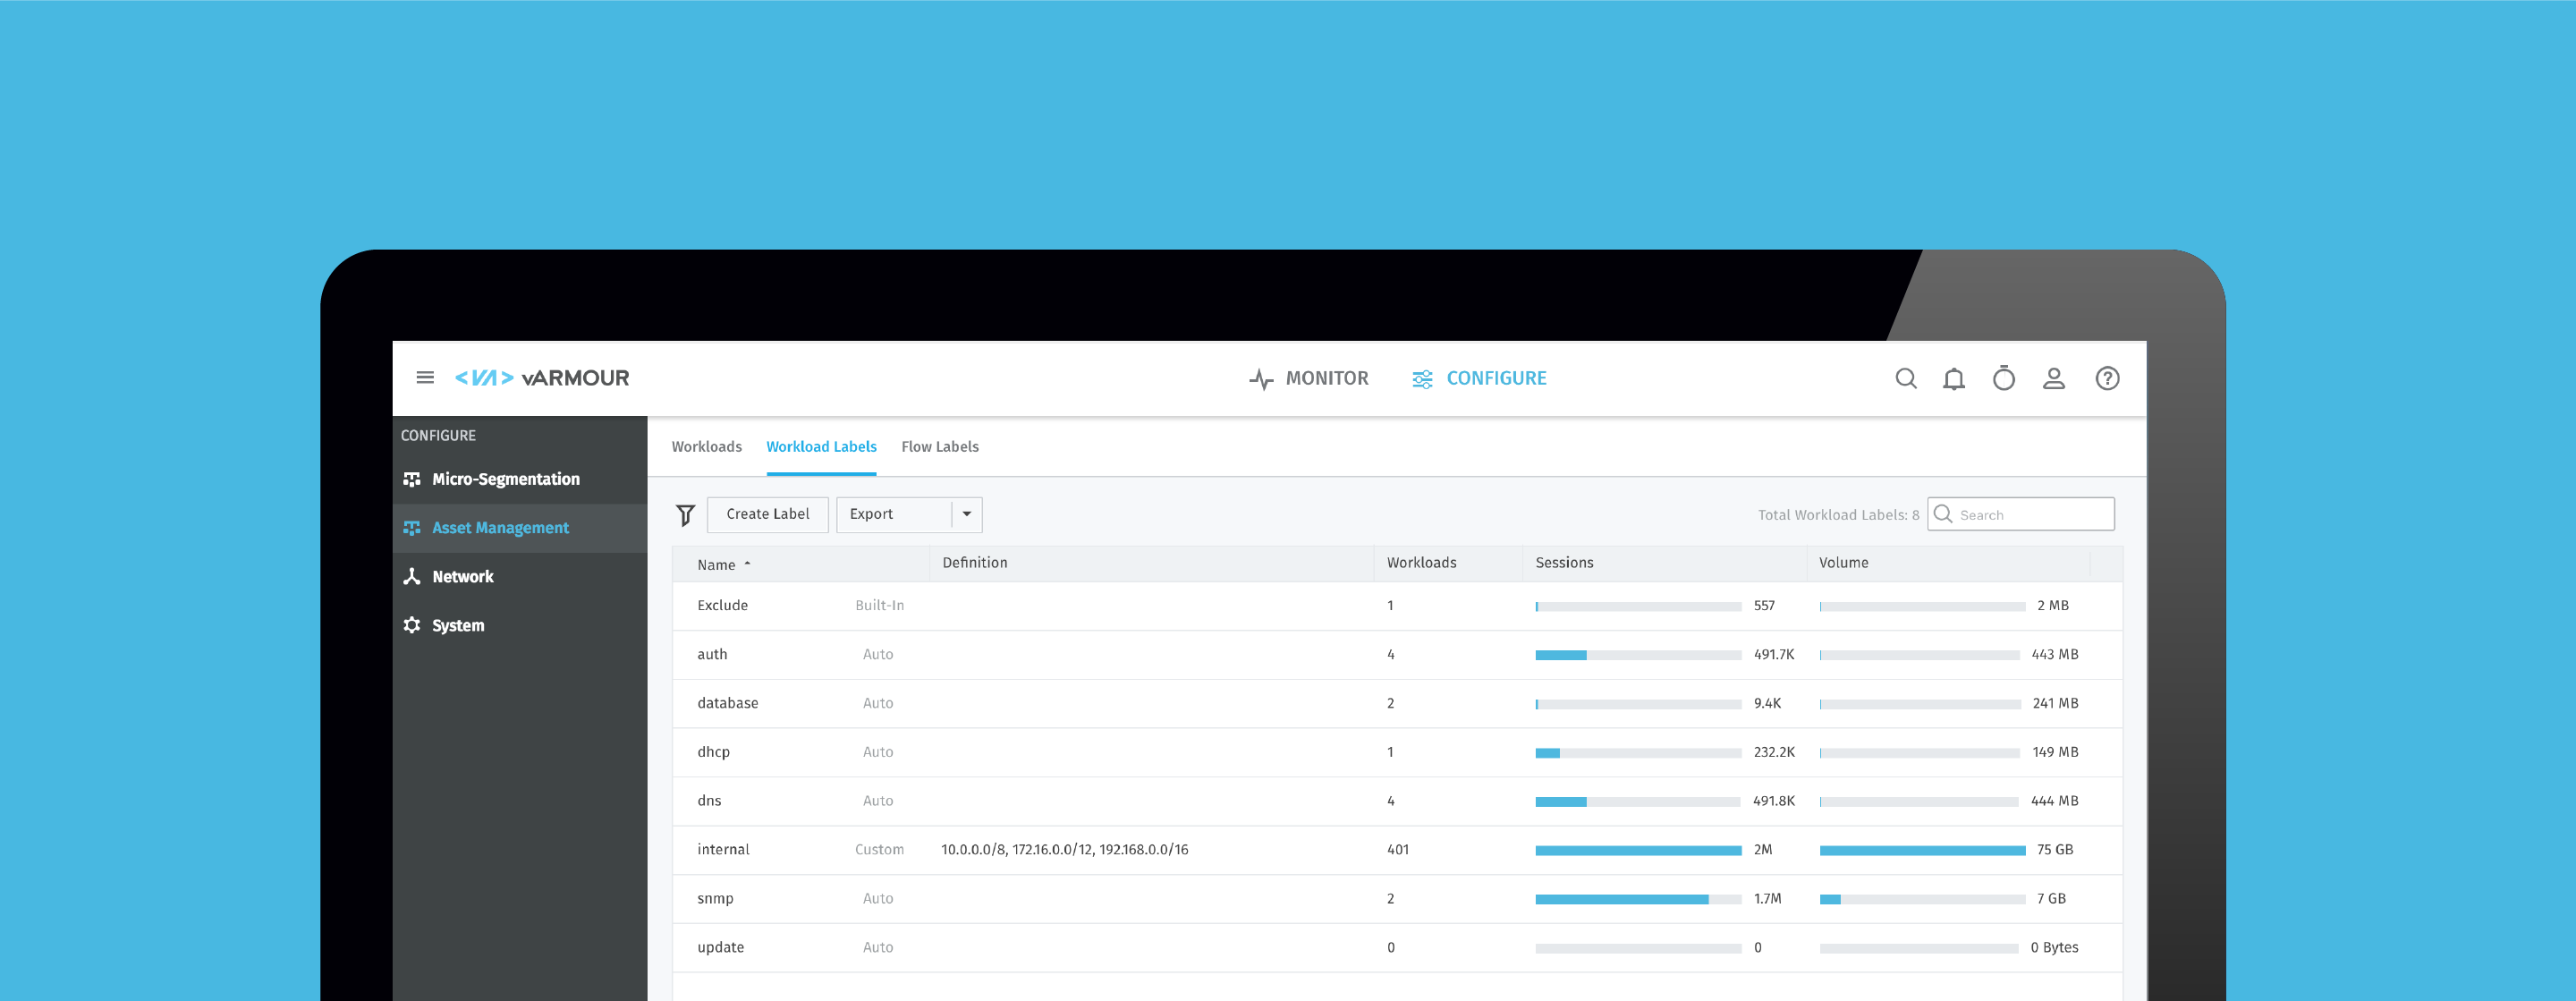 <VA> vARMOUR MONITOR CONFIGURE
CONFIGURE
Micro-Segmentation
Asset Management
Network
System
Workloads Workload Labels Flow Labels
Create Label Export Total Workload Labels: 8 Search
Name Definition Workloads Sessions Volume
Exclude Built-In 1 557 2 MB
auth Auto 4 491.7K 443 MB
database Auto 2 9.4K 241 MB
dhcp Auto 1 232.2K 149 MB
dns Auto 4 491.8K 444 MB
internal Custom 10.0.0.0/8, 172.16.0.0/12, 192.168.0.0/16 401 2M 75 GB
snmp Auto 2 1.7M 7 GB
update Auto 0 0 0 Bytes